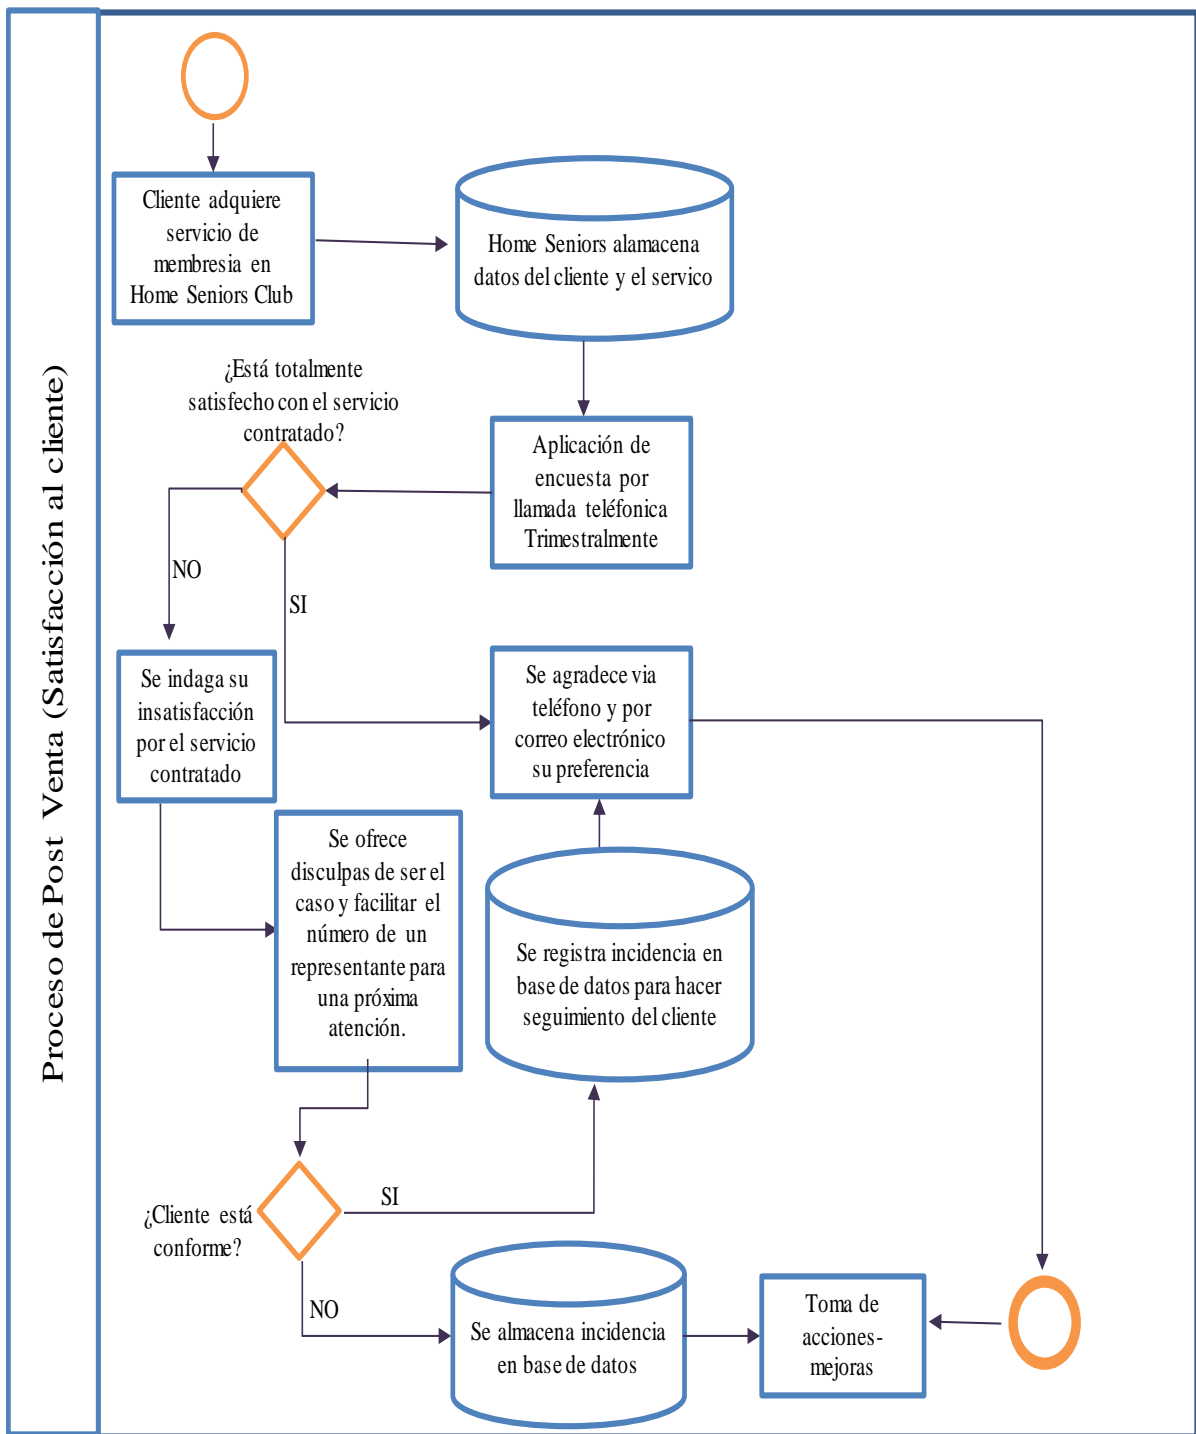 Proceso de Post Venta (Satisfacción al cliente)
Cliente adquiere
servicio de
membresia en
Home Seniors Club
Home Seniors alamacena
datos del cliente y el servico
¿Está totalmente
satisfecho con el servicio
contratado?
Aplicación de
encuesta por
llamada teléfonica
Trimestralmente
NO
SI
Se indaga su
insatisfacción
por el servicio
contratado
Se agradece via
teléfono y por
correo electrónico
su preferencia
Se ofrece
disculpas de ser el
caso y facilitar el
número de un
representante para
una próxima
atención.
Se registra incidencia en
base de datos para hacer
seguimiento del cliente
¿Cliente está
conforme?
SI
NO
Se almacena incidencia
en base de datos
Toma de
acciones-
mejoras